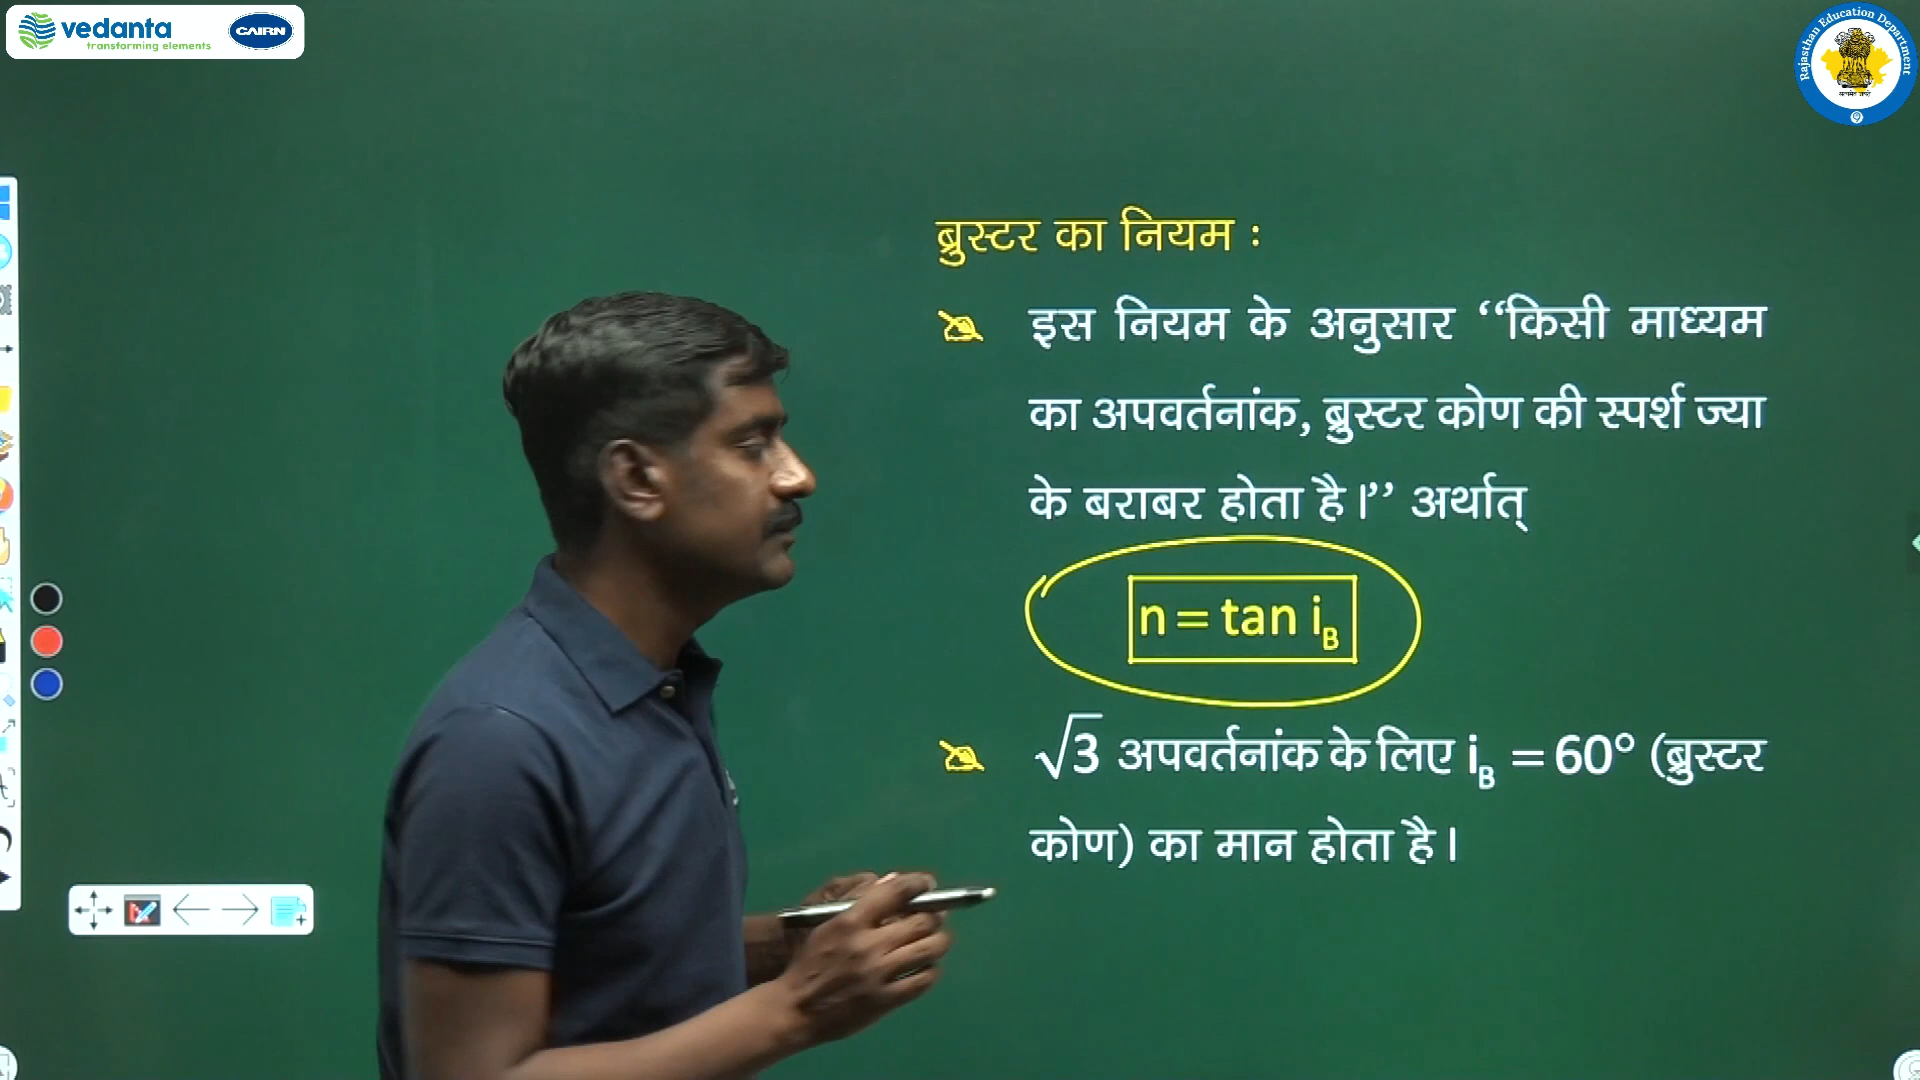 vedanta
transforming elements
CAIRN
Rajasthan Education Department
ब्रुस्टर का नियम :
इस नियम के अनुसार ‘‘किसी माध्यम
का अपवर्तनांक, ब्रुस्टर कोण की स्पर्श ज्या
के बराबर होता है।’’ अर्थात्
n = tan i_B
√3 अपवर्तनांक के लिए i_B = 60° (ब्रुस्टर
कोण) का मान होता है।